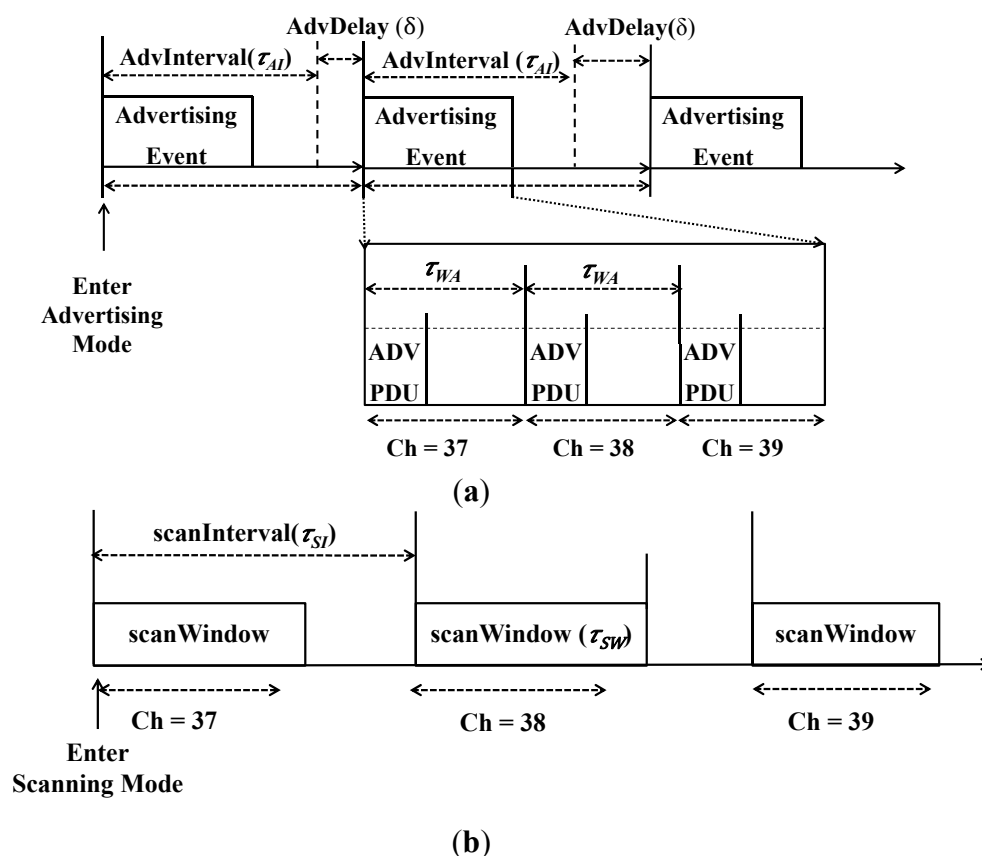 AdvDelay (δ)
AdvDelay(δ)
AdvInterval(τAI)
AdvInterval (τAI)
Advertising
Event
Advertising
Event
Advertising
Event
Enter
Advertising
Mode
τWA
τWA
ADV
PDU
ADV
PDU
ADV
PDU
Ch = 37
Ch = 38
Ch = 39
(a)
scanInterval(τSI)
scanWindow
scanWindow (τSW)
scanWindow
Ch = 37
Ch = 38
Ch = 39
Enter
Scanning Mode
(b)